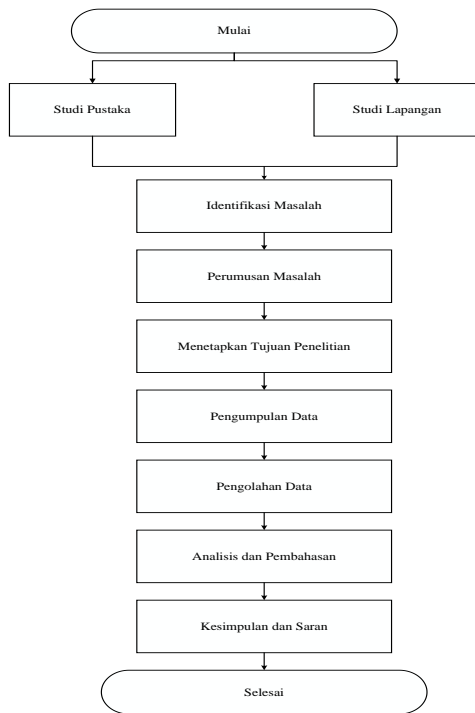 Mulai
Studi Pustaka
Studi Lapangan
Identifikasi Masalah
Perumusan Masalah
Menetapkan Tujuan Penelitian
Pengumpulan Data
Pengolahan Data
Analisis dan Pembahasan
Kesimpulan dan Saran
Selesai